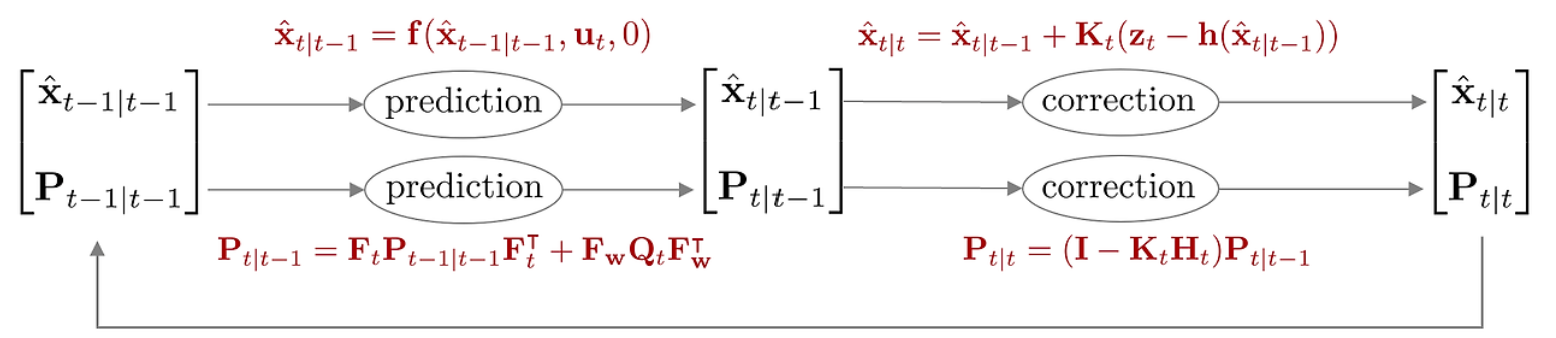 x̂_{t|t−1} = f(x̂_{t−1|t−1}, u_t, 0)
x̂_{t|t} = x̂_{t|t−1} + K_t(z_t − h(x̂_{t|t−1}))
x̂_{t−1|t−1}
prediction
x̂_{t|t−1}
correction
x̂_{t|t}
P_{t−1|t−1}
prediction
P_{t|t−1}
correction
P_{t|t}
P_{t|t−1} = F_t P_{t−1|t−1} F_t^⊤ + F_w Q_t F_w^⊤
P_{t|t} = (I − K_t H_t)P_{t|t−1}